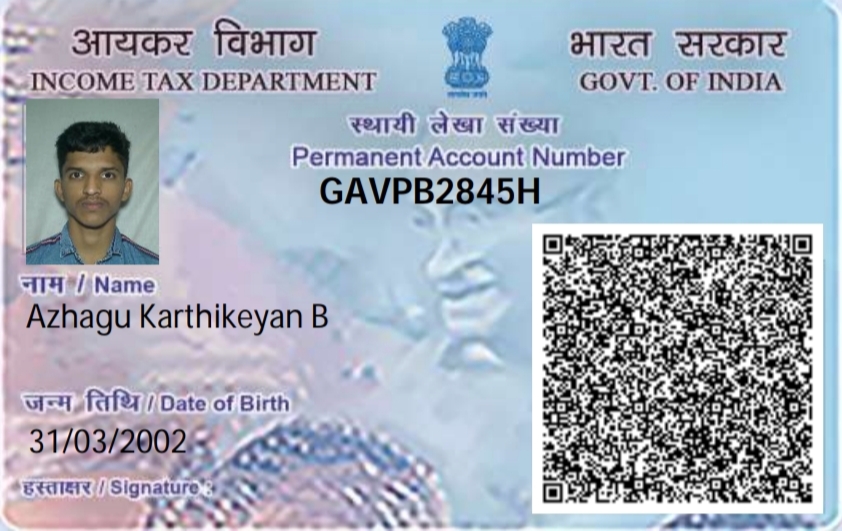 आयकर विभाग
INCOME TAX DEPARTMENT
भारत सरकार
GOVT. OF INDIA
स्थायी लेखा संख्या
Permanent Account Number
GAVPB2845H
नाम / Name
Azhagu Karthikeyan B
जन्म तिथि / Date of Birth
31/03/2002
हस्ताक्षर / Signature :